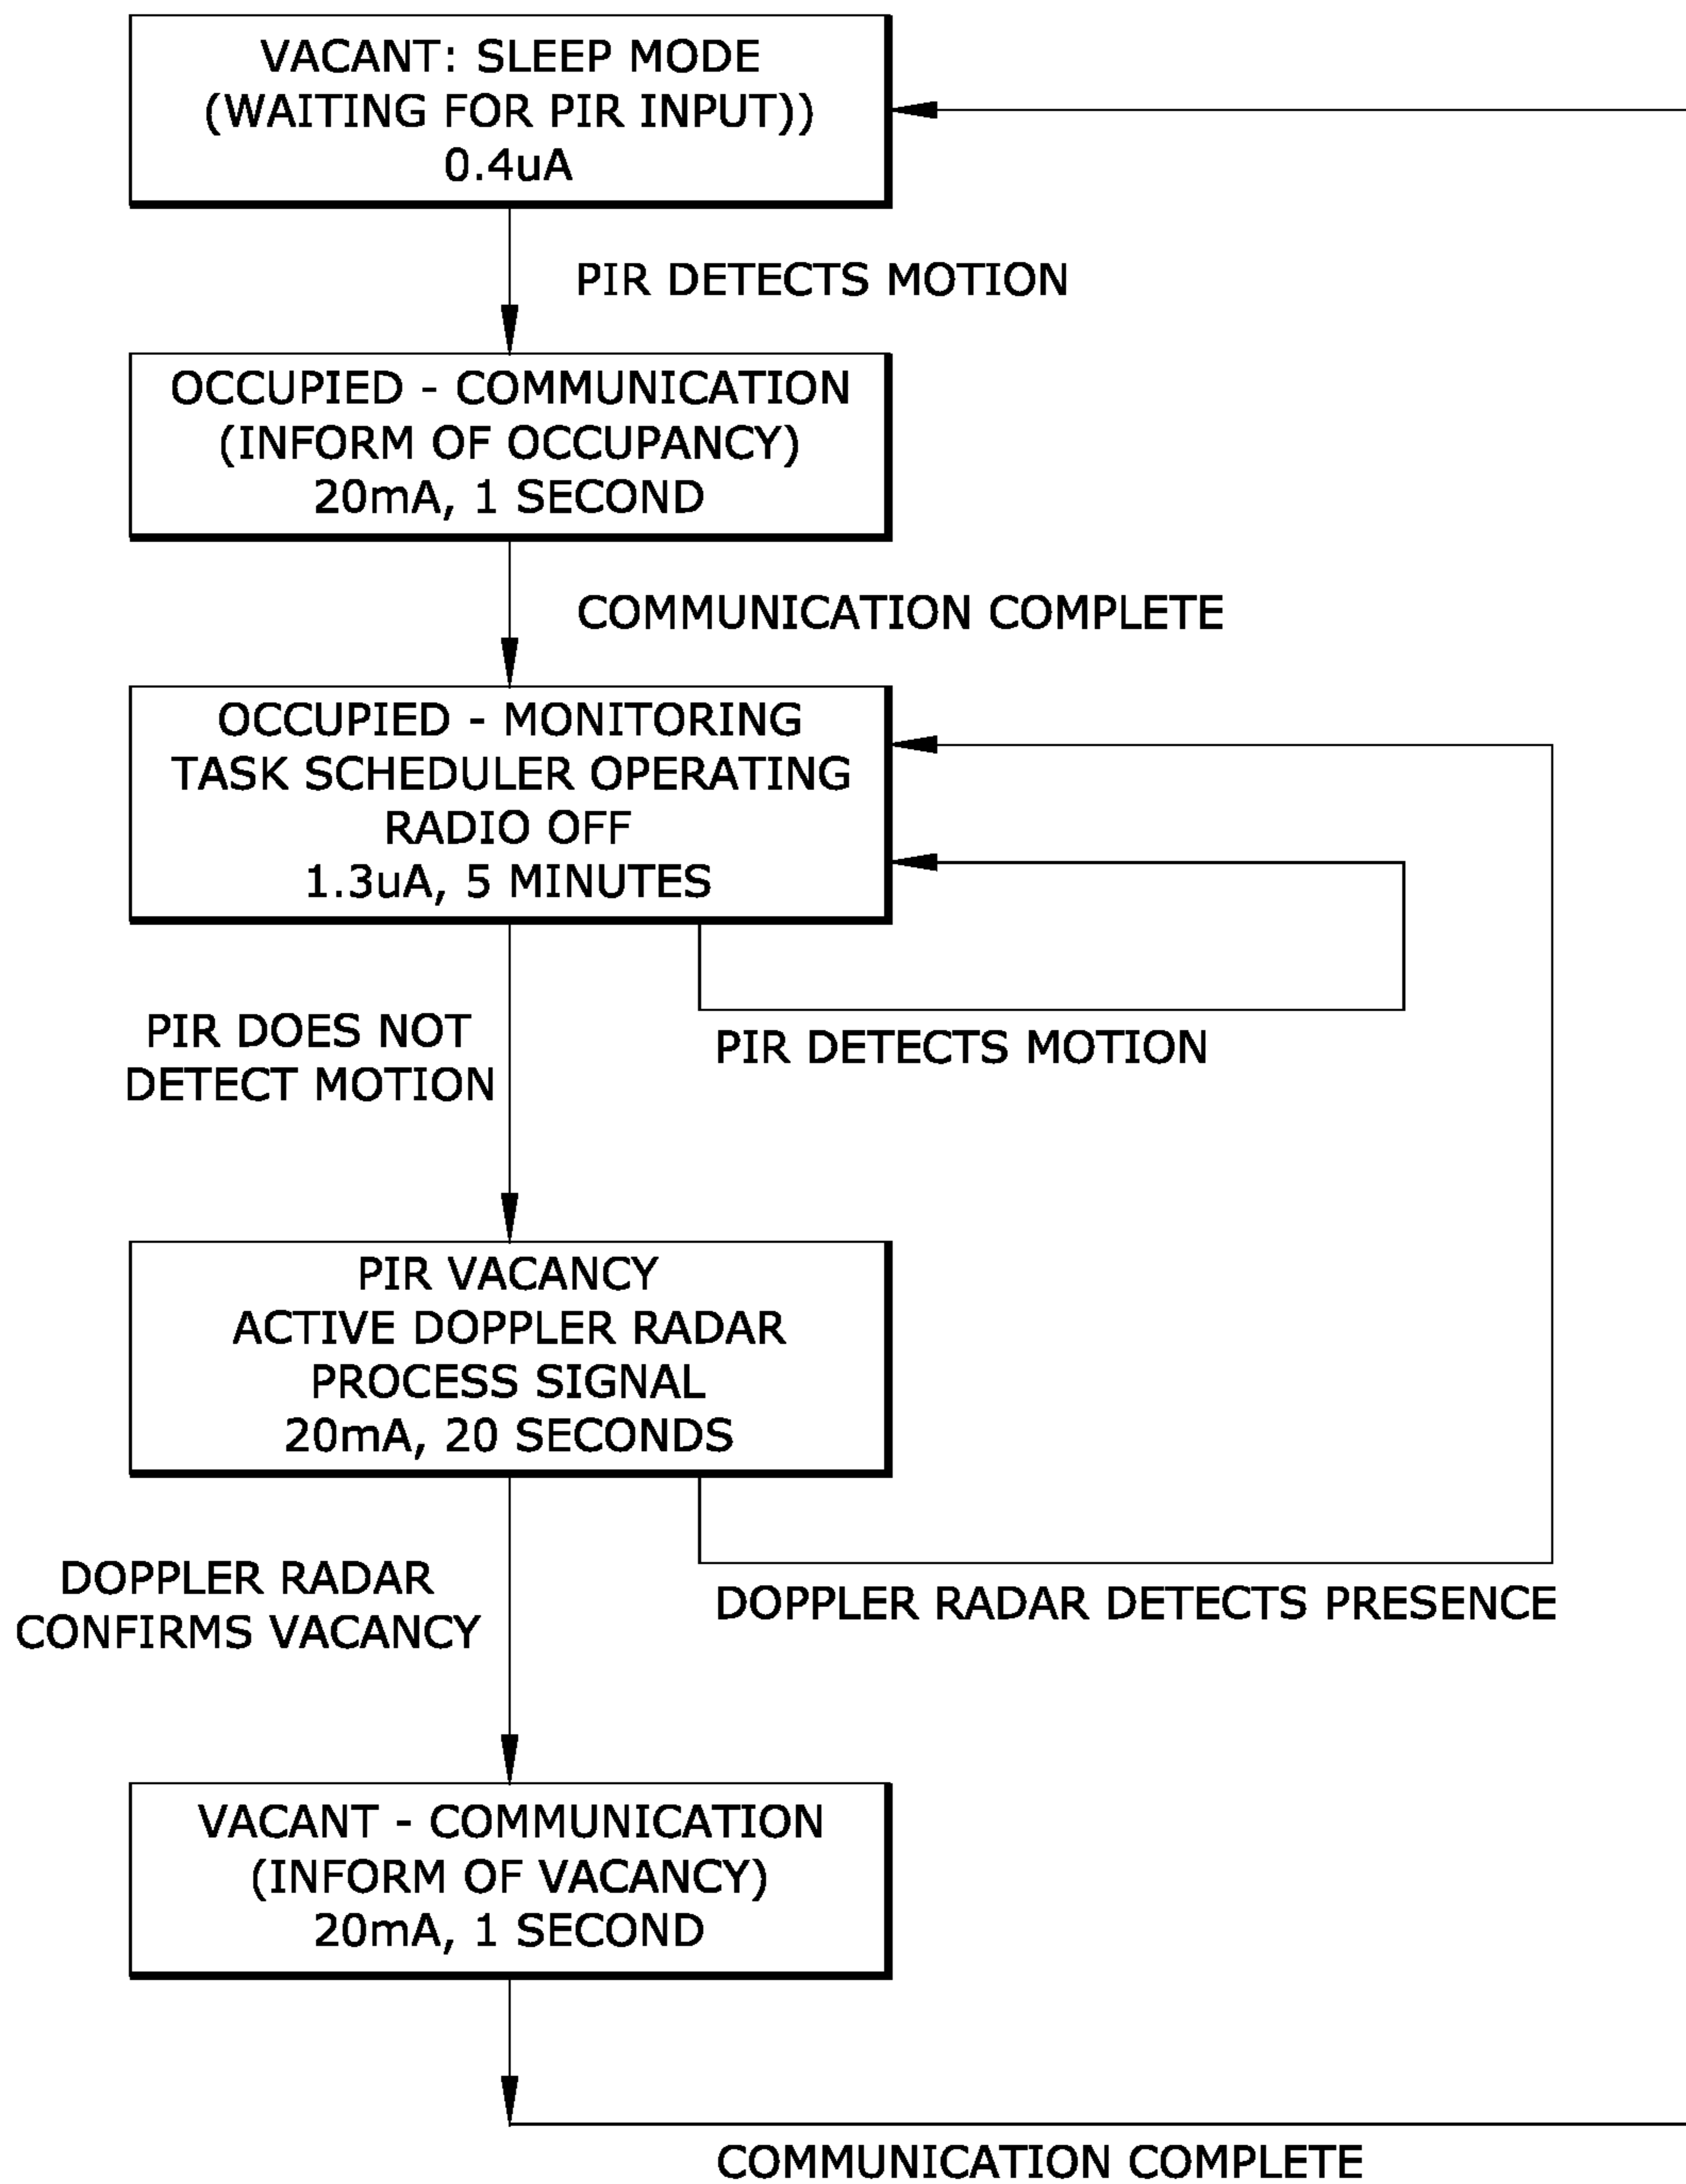 VACANT: SLEEP MODE
(WAITING FOR PIR INPUT))
0.4uA
PIR DETECTS MOTION
OCCUPIED - COMMUNICATION
(INFORM OF OCCUPANCY)
20mA, 1 SECOND
COMMUNICATION COMPLETE
OCCUPIED - MONITORING
TASK SCHEDULER OPERATING
RADIO OFF
1.3uA, 5 MINUTES
PIR DOES NOT
DETECT MOTION
PIR DETECTS MOTION
PIR VACANCY
ACTIVE DOPPLER RADAR
PROCESS SIGNAL
20mA, 20 SECONDS
DOPPLER RADAR
CONFIRMS VACANCY
DOPPLER RADAR DETECTS PRESENCE
VACANT - COMMUNICATION
(INFORM OF VACANCY)
20mA, 1 SECOND
COMMUNICATION COMPLETE